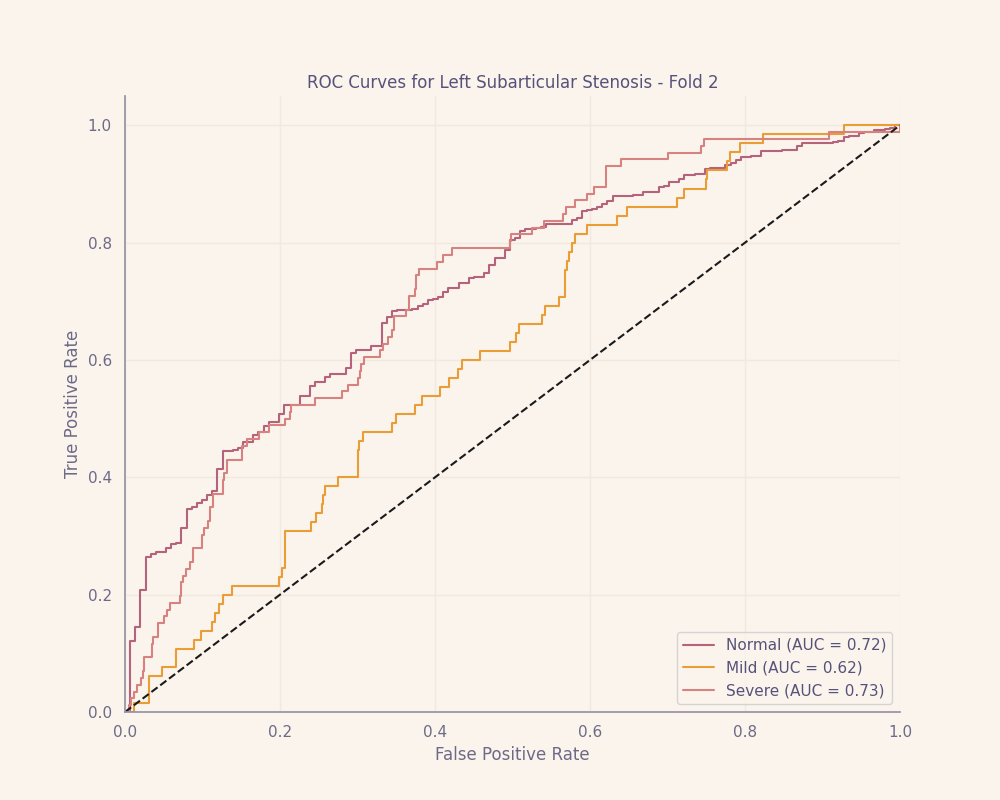 ROC Curves for Left Subarticular Stenosis - Fold 2
True Positive Rate
1.0
0.8
0.6
0.4
0.2
0.0
Normal (AUC = 0.72)
Mild (AUC = 0.62)
Severe (AUC = 0.73)
0.0 0.2 0.4 0.6 0.8 1.0
False Positive Rate